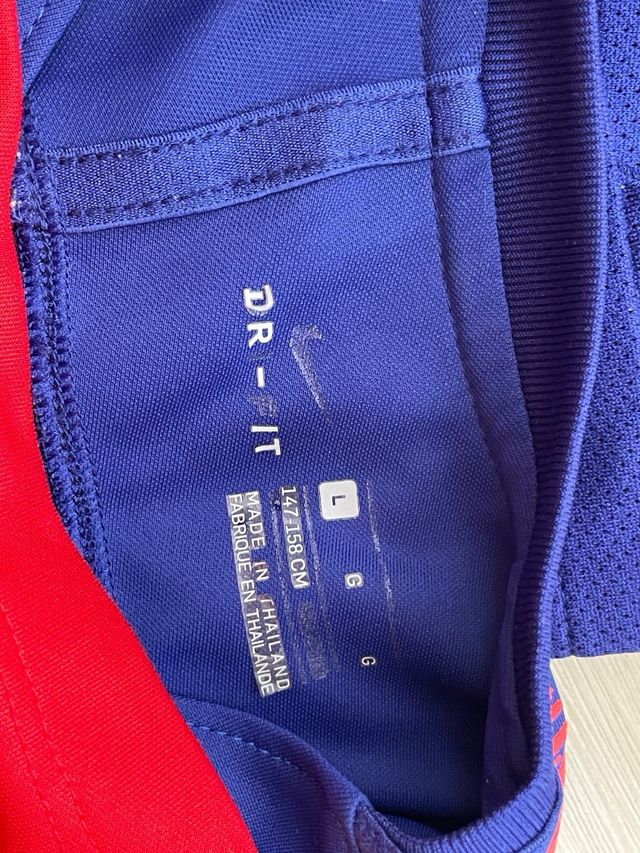 DRI-FIT
L G G
147-158 CM
MADE IN THAILAND
FABRIQUE EN THAILANDE